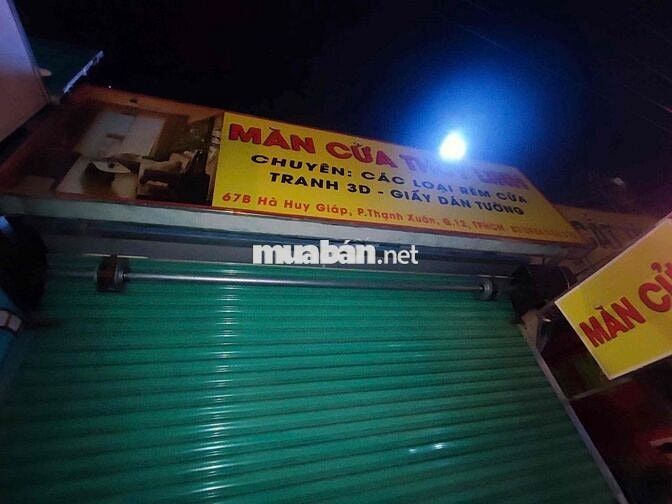 MÀN CỬA
CHUYÊN: CÁC LOẠI RÈM CỬA
TRANH 3D - GIẤY DÁN TƯỜNG
67B Hà Huy Giáp, P.Thạnh Xuân, Q.12, TPHCM
muabán.net
MÀN CỬ